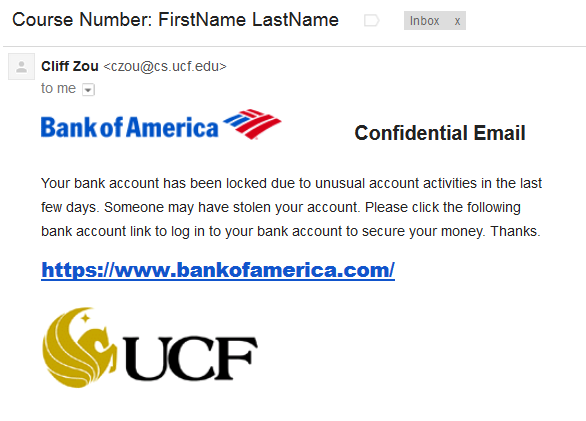 Course Number: FirstName LastName
Inbox x
Cliff Zou <czou@cs.ucf.edu>
to me
Bank of America
Confidential Email
Your bank account has been locked due to unusual account activities in the last
few days. Someone may have stolen your account. Please click the following
bank account link to log in to your bank account to secure your money. Thanks.
https://www.bankofamerica.com/
UCF